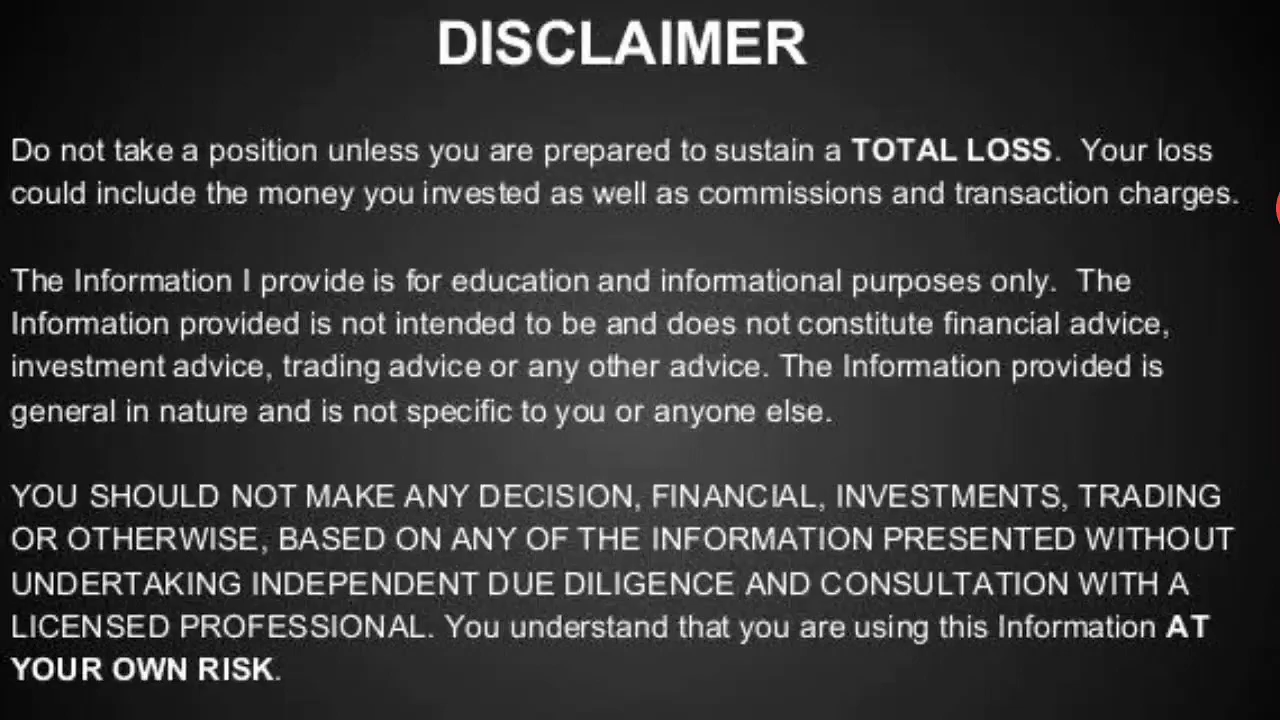 DISCLAIMER
Do not take a position unless you are prepared to sustain a TOTAL LOSS. Your loss
could include the money you invested as well as commissions and transaction charges.
The Information I provide is for education and informational purposes only. The
Information provided is not intended to be and does not constitute financial advice,
investment advice, trading advice or any other advice. The Information provided is
general in nature and is not specific to you or anyone else.
YOU SHOULD NOT MAKE ANY DECISION, FINANCIAL, INVESTMENTS, TRADING
OR OTHERWISE, BASED ON ANY OF THE INFORMATION PRESENTED WITHOUT
UNDERTAKING INDEPENDENT DUE DILIGENCE AND CONSULTATION WITH A
LICENSED PROFESSIONAL. You understand that you are using this Information AT
YOUR OWN RISK.